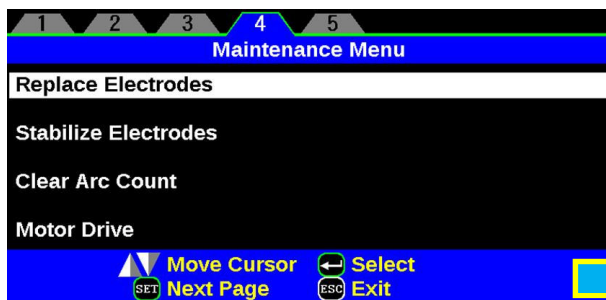 1 2 3 4 5
Maintenance Menu
Replace Electrodes
Stabilize Electrodes
Clear Arc Count
Motor Drive
Move Cursor Select
SET Next Page ESC Exit